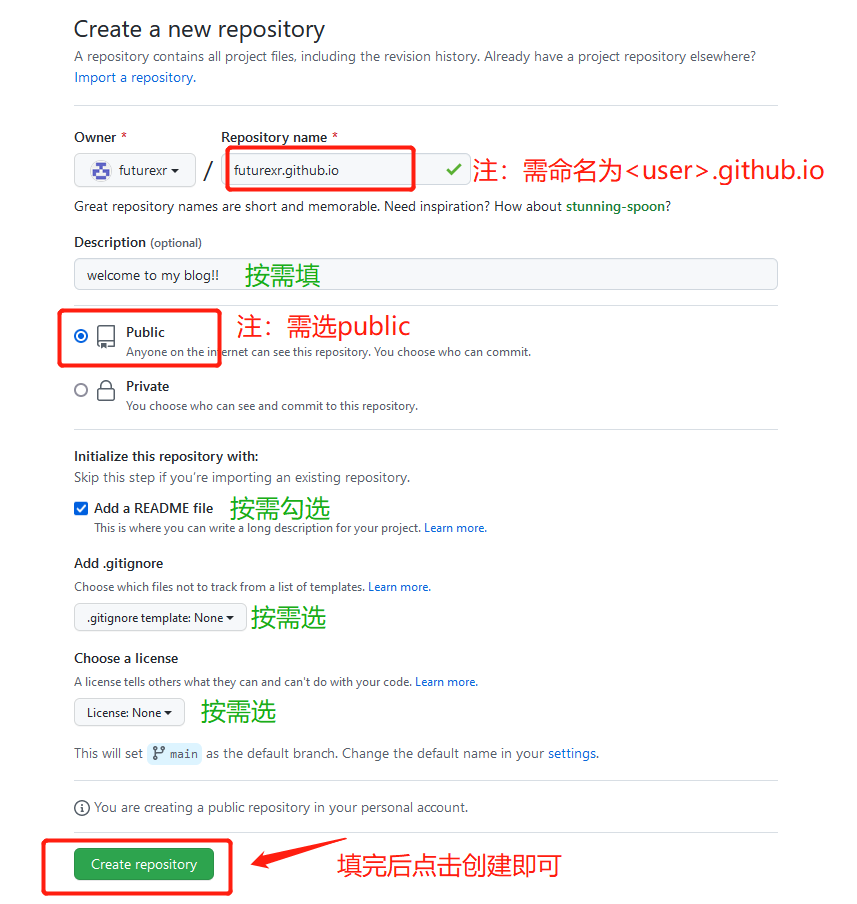 Create a new repository
A repository contains all project files, including the revision history. Already have a project repository elsewhere?
Import a repository.
Owner * Repository name *
futurexr / futurexr.github.io 注：需命名为<user>.github.io
Great repository names are short and memorable. Need inspiration? How about stunning-spoon?
Description (optional)
welcome to my blog!! 按需填
Public 注：需选public
Anyone on the internet can see this repository. You choose who can commit.
Private
You choose who can see and commit to this repository.
Initialize this repository with:
Skip this step if you're importing an existing repository.
Add a README file 按需勾选
This is where you can write a long description for your project. Learn more.
Add .gitignore
Choose which files not to track from a list of templates. Learn more.
.gitignore template: None 按需选
Choose a license
A license tells others what they can and can't do with your code. Learn more.
License: None 按需选
This will set main as the default branch. Change the default name in your settings.
You are creating a public repository in your personal account.
Create repository 填完后点击创建即可